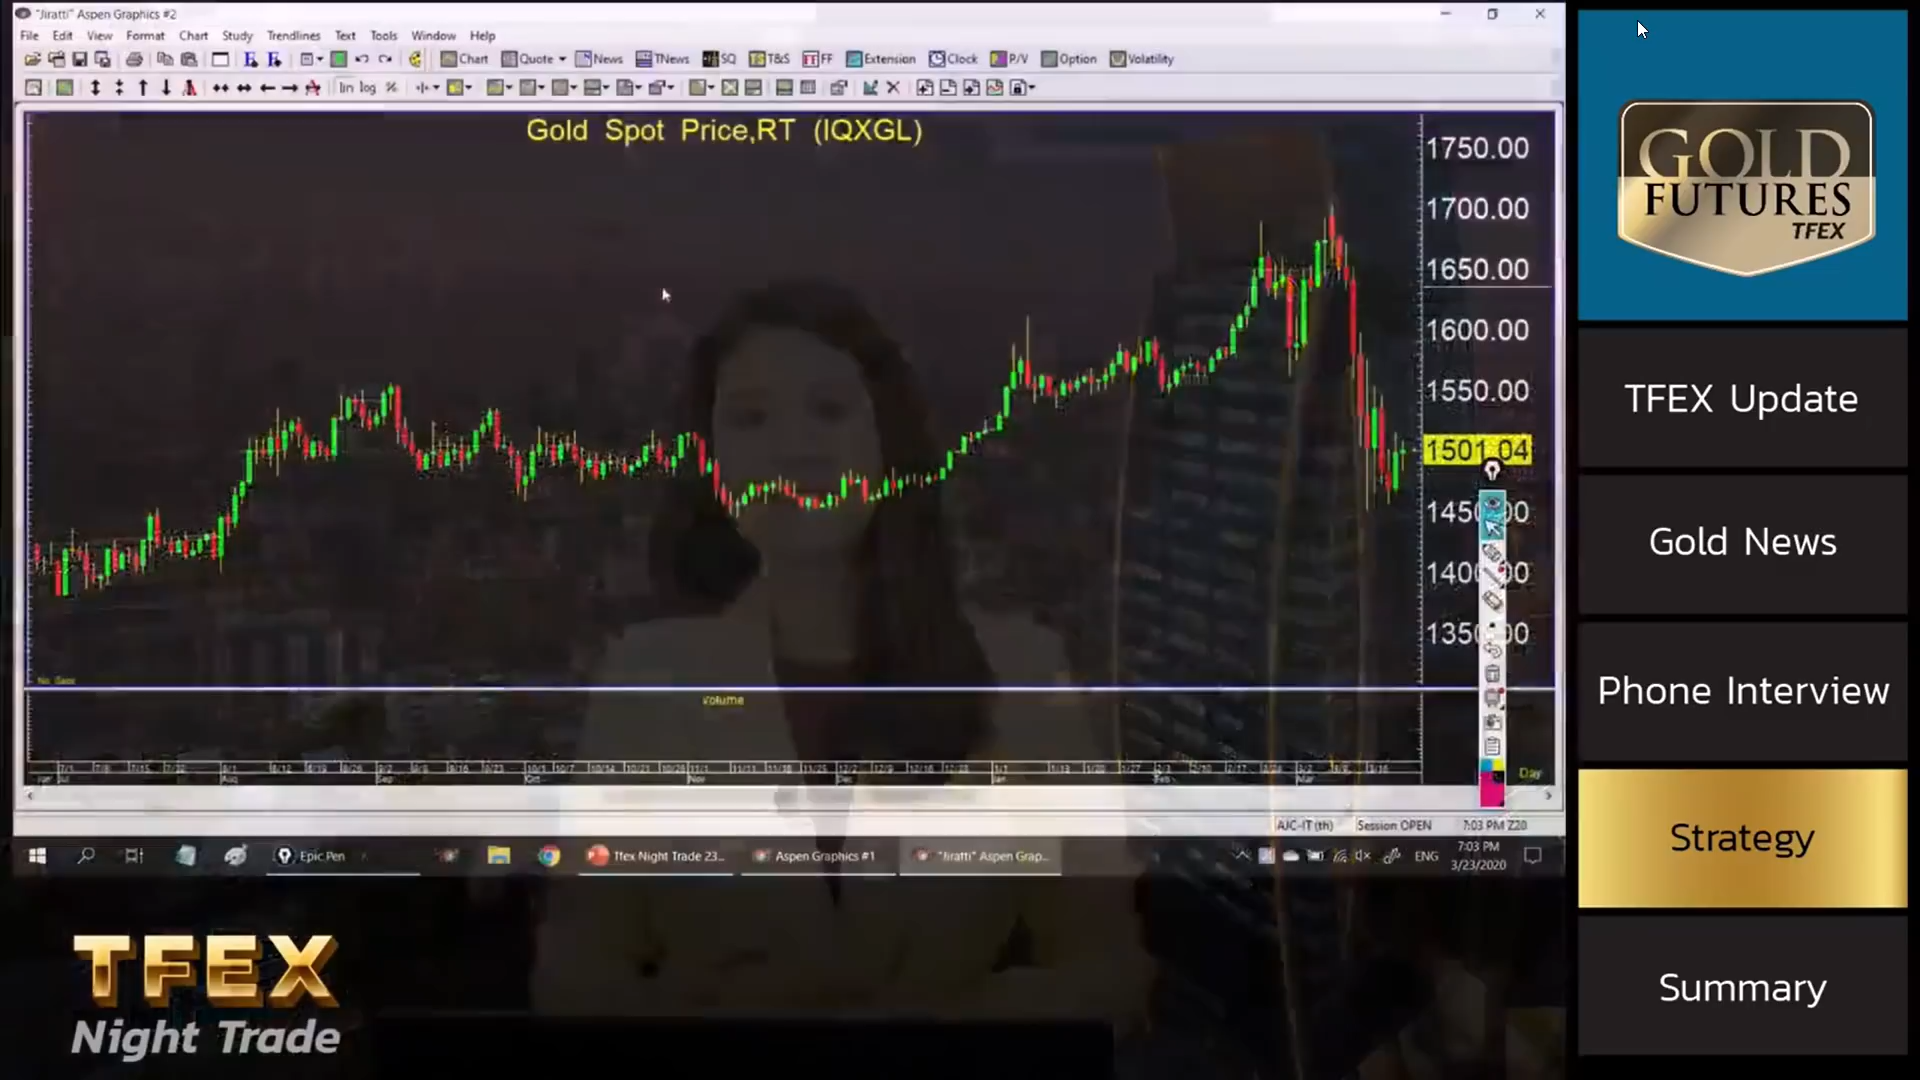 "Jiratti" Aspen Graphics #2
File Edit View Format Chart Study Trendlines Text Tools Window Help
Chart Quote News TNews SQ T&S FF Extension Clock P/V Option Volatility
lin log %
Gold Spot Price,RT (IQXGL)
1750.00
1700.00
1650.00
1600.00
1550.00
1501.04
Volume
Day
AJC-IT (th) Session OPEN 7:03 PM Z20
Epic Pen
Tfex Night Trade 23...
Aspen Graphics #1
"Jiratti" Aspen Grap...
ENG
7:03 PM
3/23/2020
TFEX
Night Trade
GOLD
FUTURES
TFEX
TFEX Update
Gold News
Phone Interview
Strategy
Summary